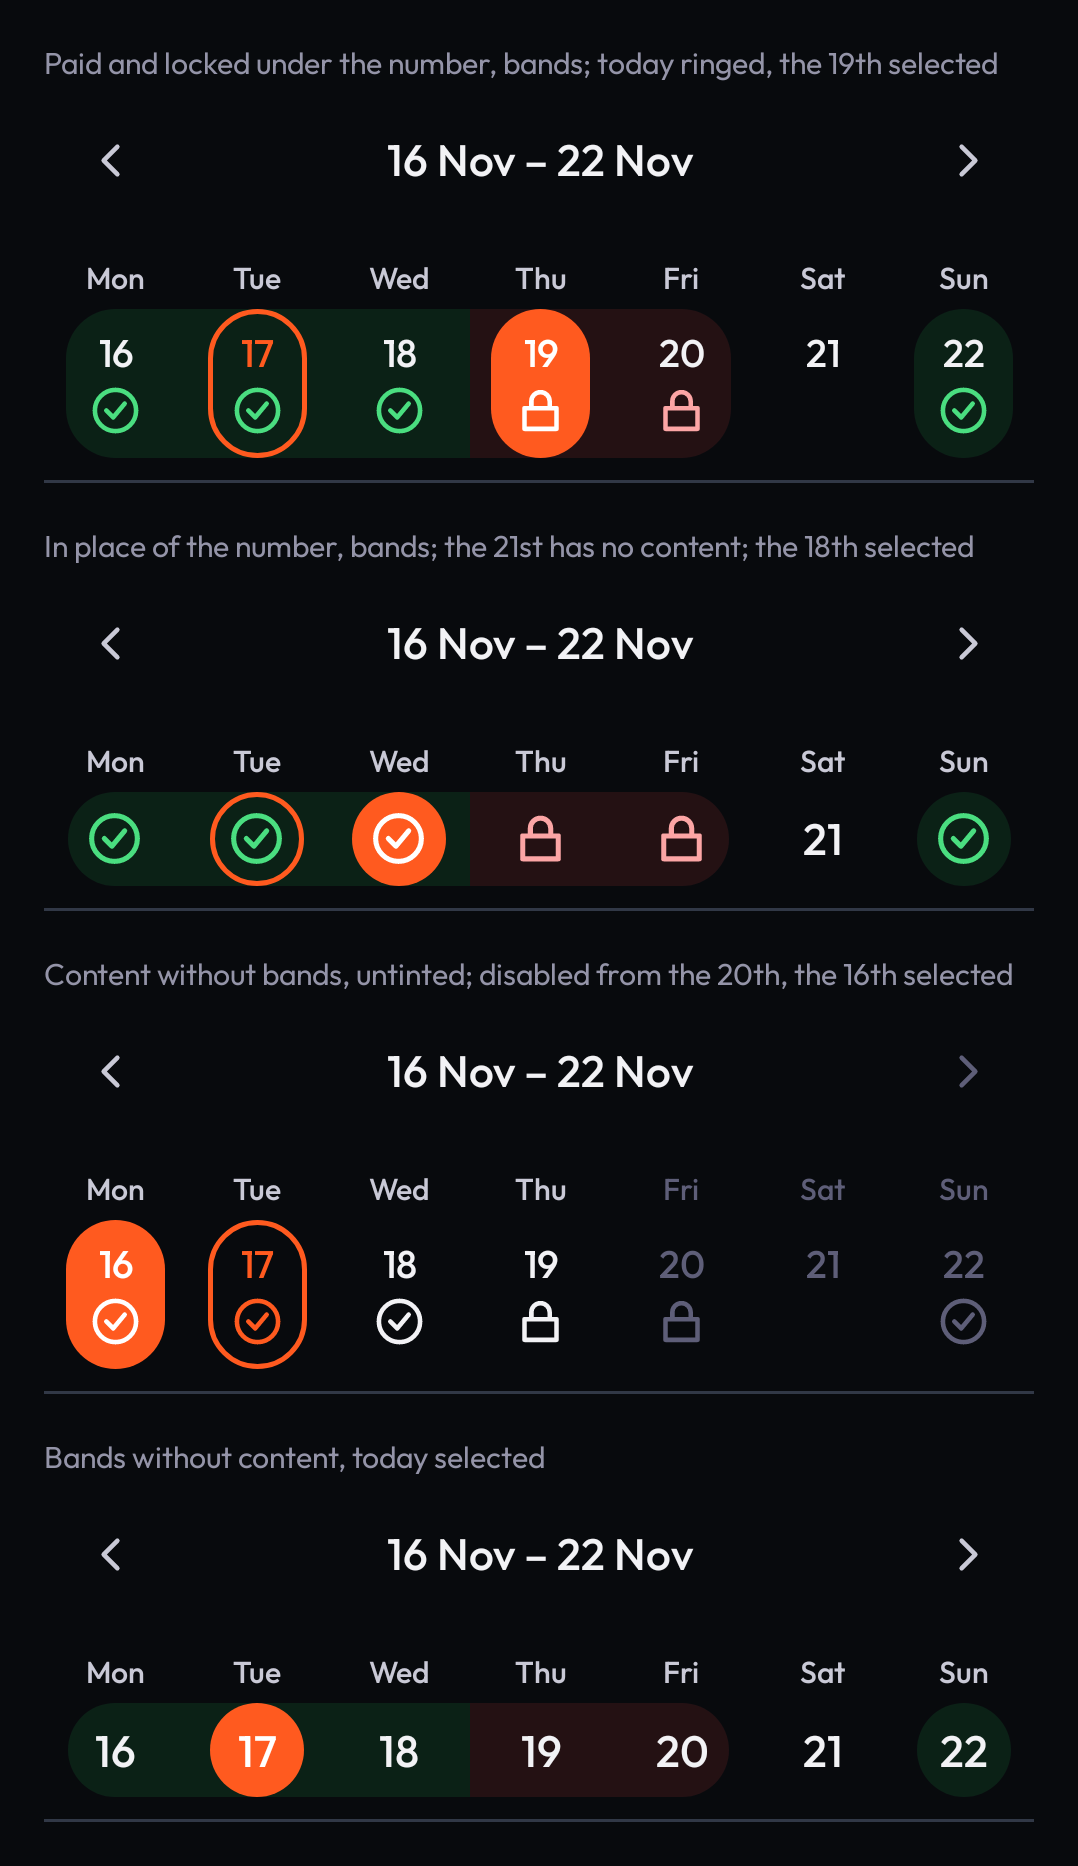 Paid and locked under the number, bands; today ringed, the 19th selected
16 Nov – 22 Nov
Mon Tue Wed Thu Fri Sat Sun
16 17 18 19 20 21 22
In place of the number, bands; the 21st has no content; the 18th selected
16 Nov – 22 Nov
Mon Tue Wed Thu Fri Sat Sun
21
Content without bands, untinted; disabled from the 20th, the 16th selected
16 Nov – 22 Nov
Mon Tue Wed Thu Fri Sat Sun
16 17 18 19 20 21 22
Bands without content, today selected
16 Nov – 22 Nov
Mon Tue Wed Thu Fri Sat Sun
16 17 18 19 20 21 22